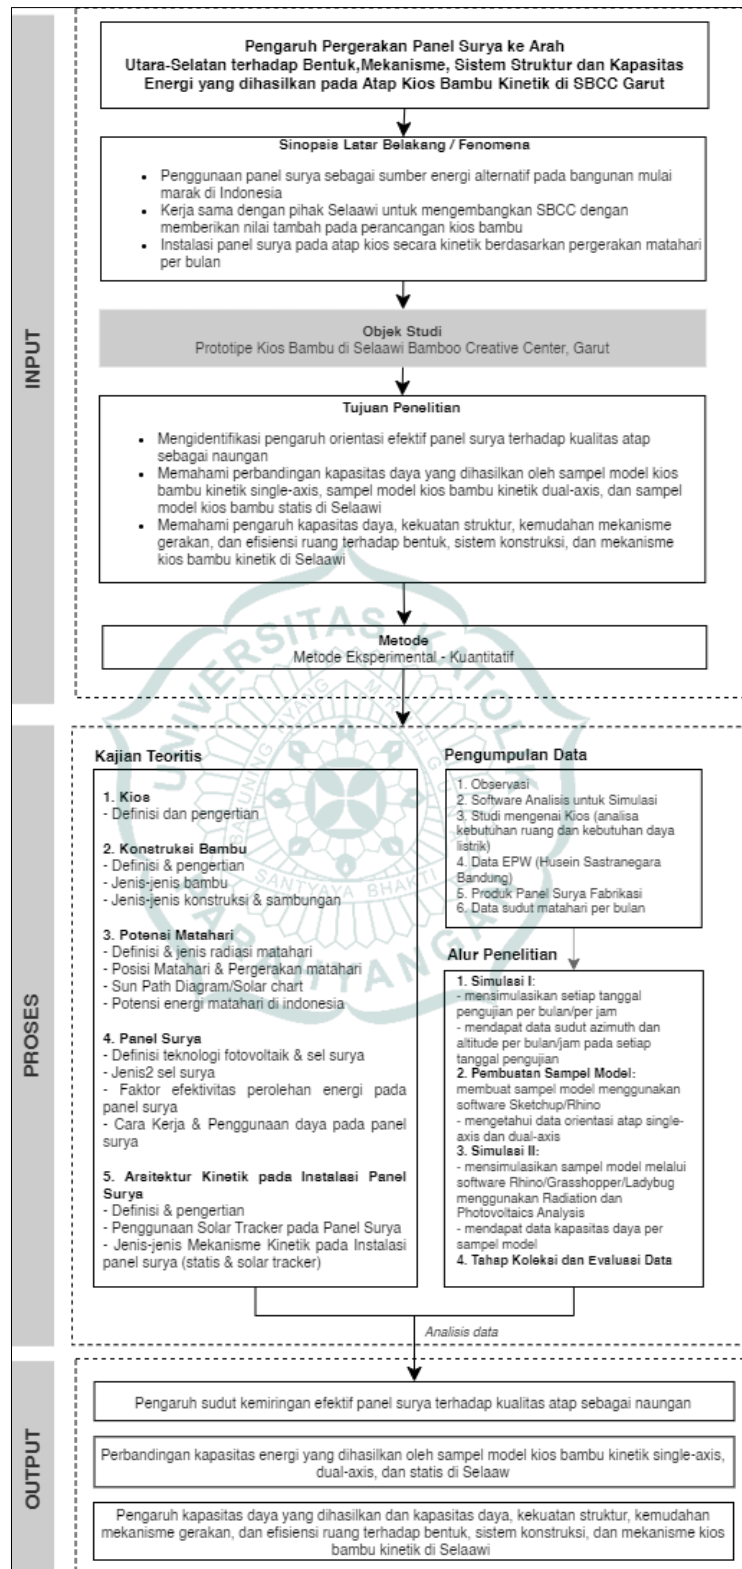 Pengaruh Pergerakan Panel Surya ke Arah
Utara-Selatan terhadap Bentuk,Mekanisme, Sistem Struktur dan Kapasitas
Energi yang dihasilkan pada Atap Kios Bambu Kinetik di SBCC Garut
Sinopsis Latar Belakang / Fenomena
• Penggunaan panel surya sebagai sumber energi alternatif pada bangunan mulai
marak di Indonesia
• Kerja sama dengan pihak Selaawi untuk mengembangkan SBCC dengan
memberikan nilai tambah pada perancangan kios bambu
• Instalasi panel surya pada atap kios secara kinetik berdasarkan pergerakan matahari
per bulan
INPUT
Objek Studi
Prototipe Kios Bambu di Selaawi Bamboo Creative Center, Garut
Tujuan Penelitian
• Mengidentifikasi pengaruh orientasi efektif panel surya terhadap kualitas atap
sebagai naungan
• Memahami perbandingan kapasitas daya yang dihasilkan oleh sampel model kios
bambu kinetik single-axis, sampel model kios bambu kinetik dual-axis, dan sampel
model kios bambu statis di Selaawi
• Memahami pengaruh kapasitas daya, kekuatan struktur, kemudahan mekanisme
gerakan, dan efisiensi ruang terhadap bentuk, sistem konstruksi, dan mekanisme
kios bambu kinetik di Selaawi
Metode
Metode Eksperimental - Kuantitatif
UNIVERSITAS KATOLIK
PARAHYANGAN
SANTYAYA BHAKTI
PROSES
Kajian Teoritis
1. Kios
- Definisi dan pengertian
2. Konstruksi Bambu
- Definisi & pengertian
- Jenis-jenis bambu
- Jenis-jenis konstruksi & sambungan
3. Potensi Matahari
- Definisi & jenis radiasi matahari
- Posisi Matahari & Pergerakan matahari
- Sun Path Diagram/Solar chart
- Potensi energi matahari di indonesia
4. Panel Surya
- Definisi teknologi fotovoltaik & sel surya
- Jenis2 sel surya
- Faktor efektivitas perolehan energi pada
panel surya
- Cara Kerja & Penggunaan daya pada panel
surya
5. Arsitektur Kinetik pada Instalasi Panel
Surya
- Definisi & pengertian
- Penggunaan Solar Tracker pada Panel Surya
- Jenis-jenis Mekanisme Kinetik pada Instalasi
panel surya (statis & solar tracker)
Pengumpulan Data
1. Observasi
2. Software Analisis untuk Simulasi
3. Studi mengenai Kios (analisa
kebutuhan ruang dan kebutuhan daya
listrik)
4. Data EPW (Husein Sastranegara
Bandung)
5. Produk Panel Surya Fabrikasi
6. Data sudut matahari per bulan
Alur Penelitian
1. Simulasi I:
- mensimulasikan setiap tanggal
pengujian per bulan/per jam
- mendapat data sudut azimuth dan
altitude per bulan/jam pada setiap
tanggal pengujian
2. Pembuatan Sampel Model:
membuat sampel model menggunakan
software Sketchup/Rhino
- mengetahui data orientasi atap single-
axis dan dual-axis
3. Simulasi II:
- mensimulasikan sampel model melalui
software Rhino/Grasshopper/Ladybug
menggunakan Radiation dan
Photovoltaics Analysis
- mendapat data kapasitas daya per
sampel model
4. Tahap Koleksi dan Evaluasi Data
Analisis data
OUTPUT
Pengaruh sudut kemiringan efektif panel surya terhadap kualitas atap sebagai naungan
Perbandingan kapasitas energi yang dihasilkan oleh sampel model kios bambu kinetik single-axis,
dual-axis, dan statis di Selaaw
Pengaruh kapasitas daya yang dihasilkan dan kapasitas daya, kekuatan struktur, kemudahan
mekanisme gerakan, dan efisiensi ruang terhadap bentuk, sistem konstruksi, dan mekanisme kios
bambu kinetik di Selaawi